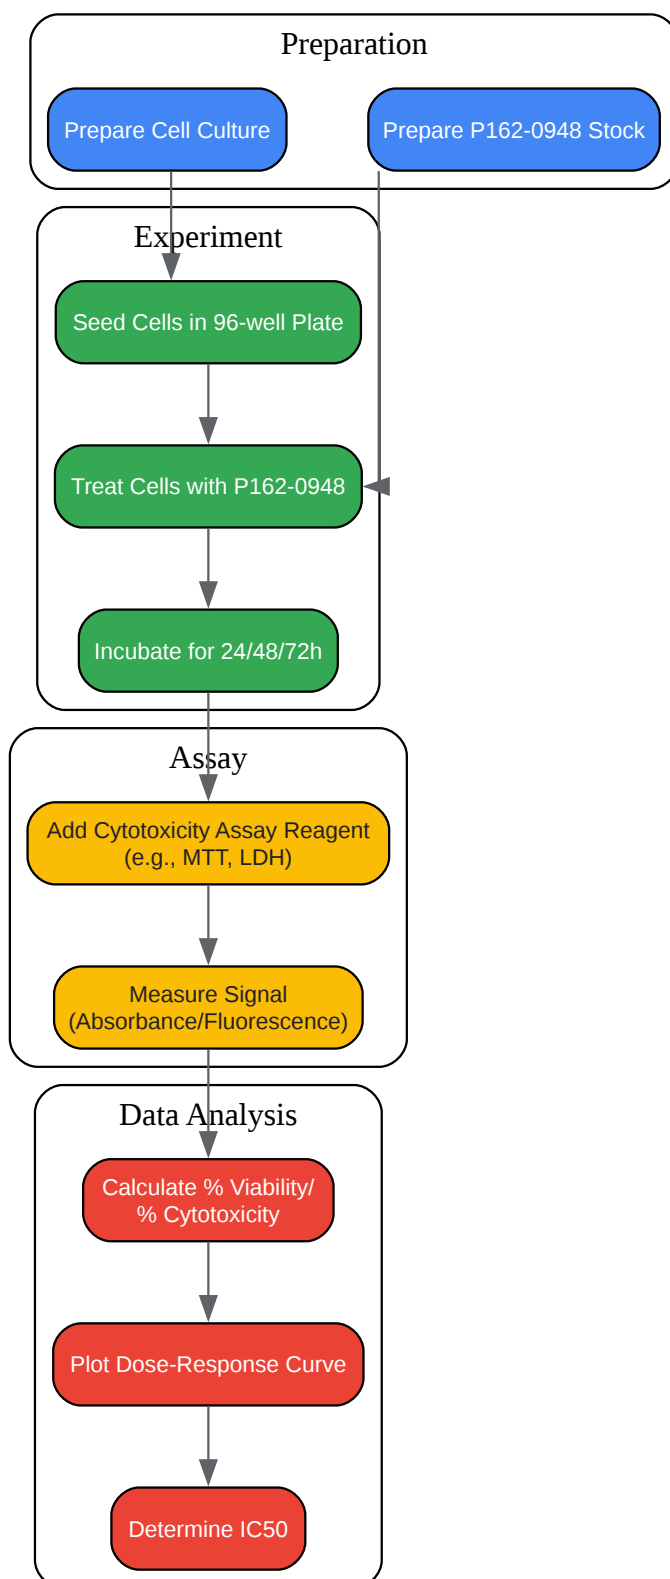 Preparation
Prepare Cell Culture
Prepare P162-0948 Stock
Experiment
Seed Cells in 96-well Plate
Treat Cells with P162-0948
Incubate for 24/48/72h
Assay
Add Cytotoxicity Assay Reagent
(e.g., MTT, LDH)
Measure Signal
(Absorbance/Fluorescence)
Data Analysis
Calculate % Viability/
% Cytotoxicity
Plot Dose-Response Curve
Determine IC50